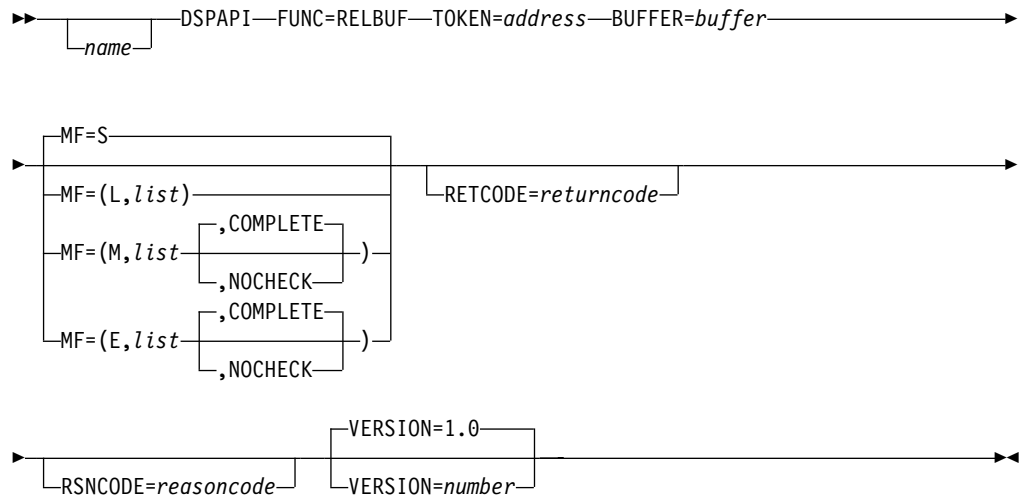 DSPAPI FUNC=RELBUF TOKEN=address BUFFER=buffer
name
MF=S
MF=(L,list)
RETCODE=returncode
,COMPLETE
MF=(M,list )
,NOCHECK
,COMPLETE
MF=(E,list )
,NOCHECK
VERSION=1.0
RSNCODE=reasoncode VERSION=number